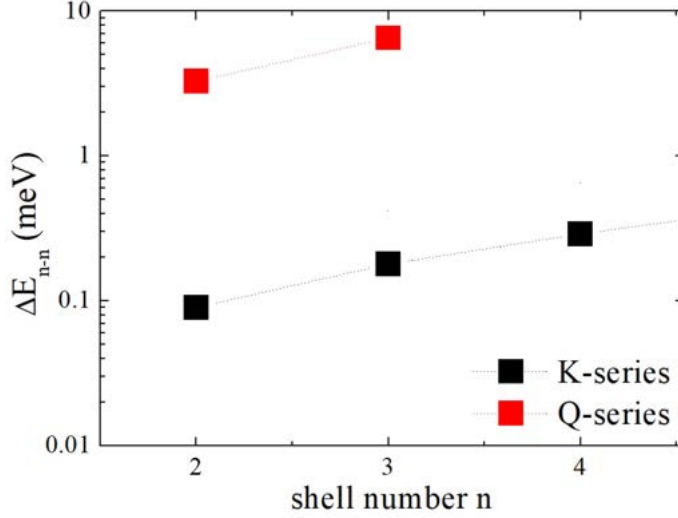 10
1
0.1
0.01
ΔE n-n (meV)
2 3 4
shell number n
K-series
Q-series